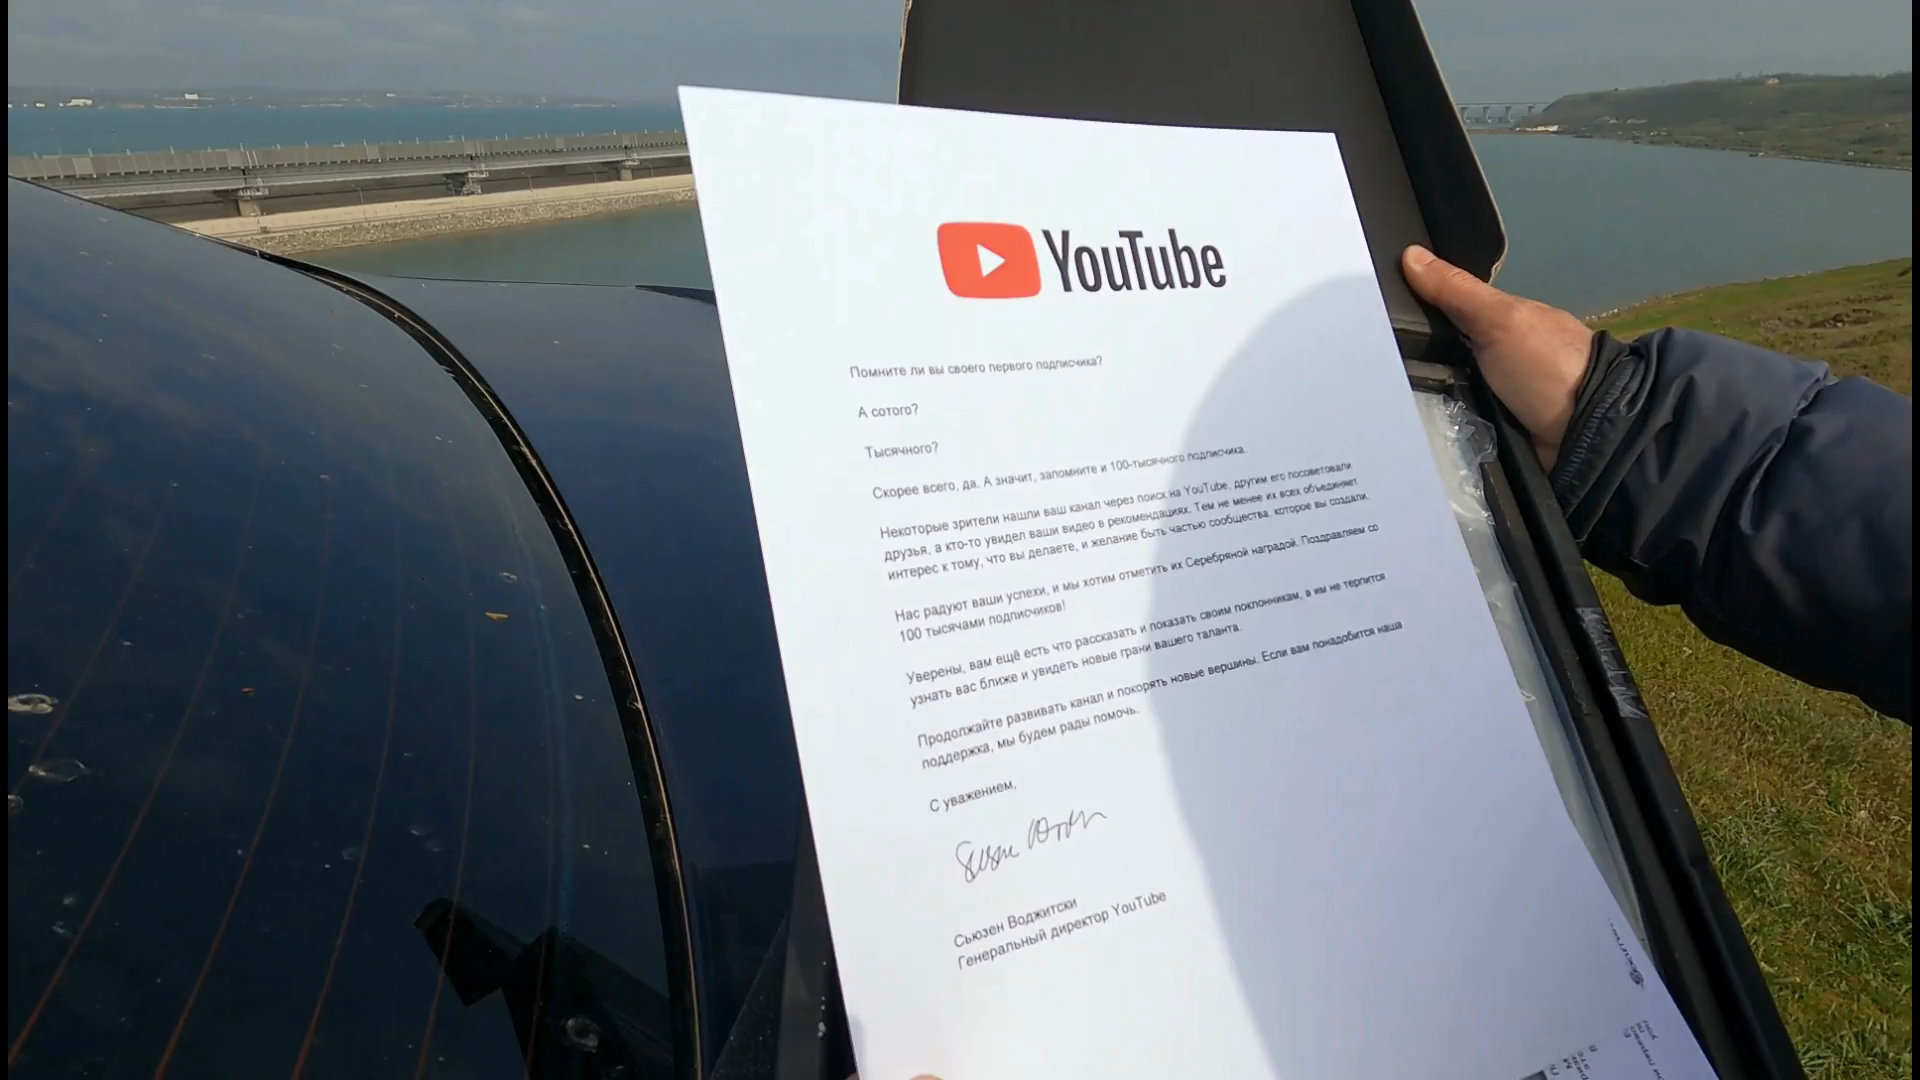 YouTube
Помните ли вы своего первого подписчика?
А сотого?
Тысячного?
Скорее всего, да. А значит, запомните и 100-тысячного подписчика.
Некоторые зрители нашли ваш канал через поиск на YouTube, другим его посоветовали
друзья, а кто-то увидел ваши видео в рекомендациях. Тем не менее их всех объединяет
интерес к тому, что вы делаете, и желание быть частью сообщества, которое вы создали.
Нас радуют ваши успехи, и мы хотим отметить их Серебряной наградой. Поздравляем со
100 тысячами подписчиков!
Уверены, вам ещё есть что рассказать и показать своим поклонникам, а им не терпится
узнать вас ближе и увидеть новые грани вашего таланта.
Продолжайте развивать канал и покорять новые вершины. Если вам понадобится наша
поддержка, мы будем рады помочь.
С уважением,
Сьюзен Воджитски
Генеральный директор YouTube